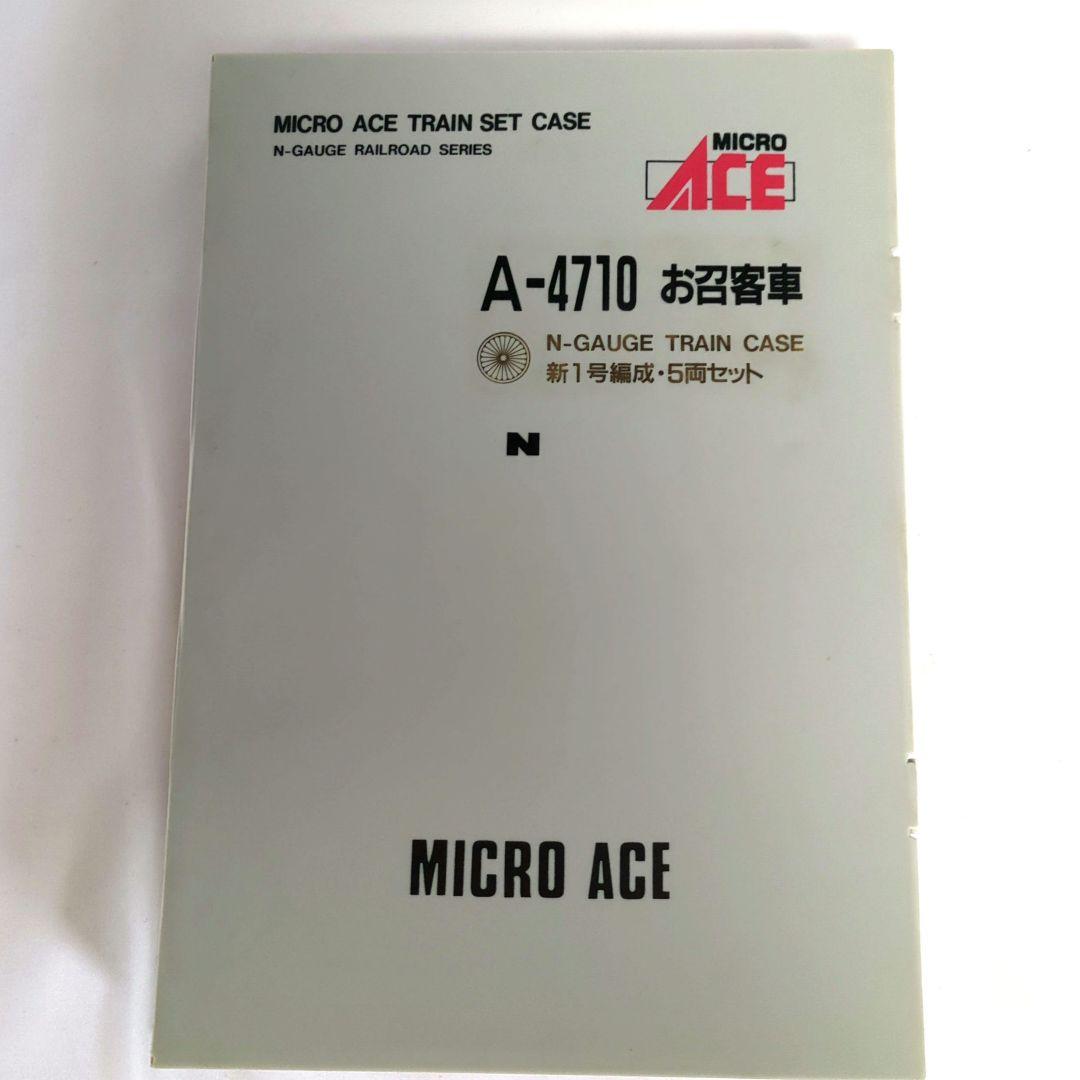 MICRO ACE TRAIN SET CASE
N-GAUGE RAILROAD SERIES
MICRO
ACE
A-4710 お召客車
N-GAUGE TRAIN CASE
新1号編成・5両セット
N
MICRO ACE